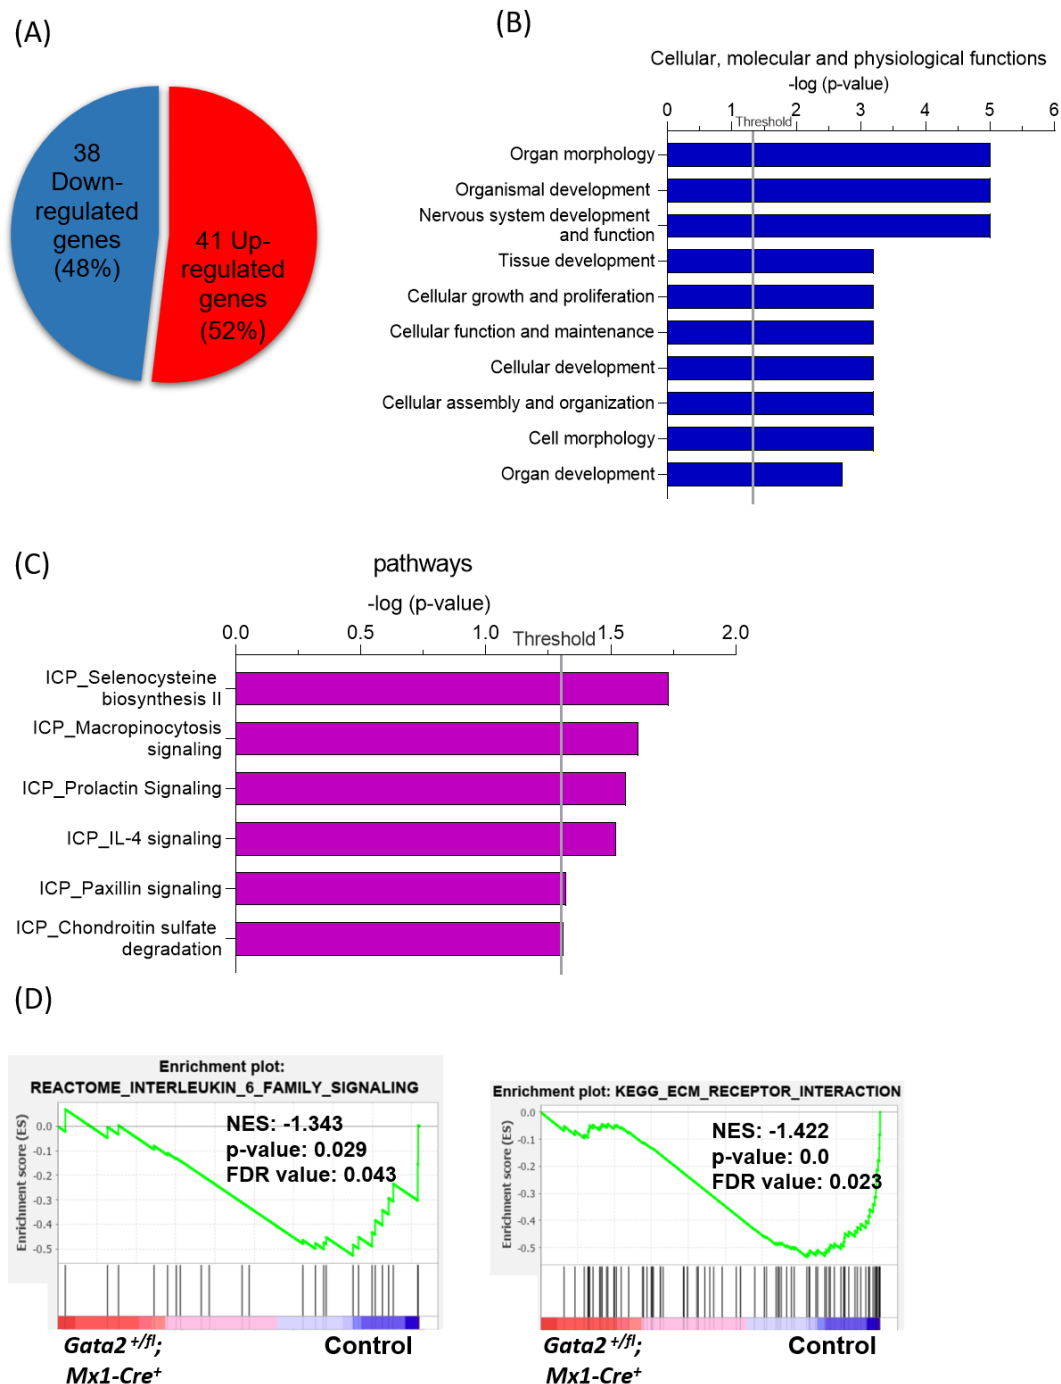 (A)
38
Down-
regulated
genes
(48%)
41 Up-
regulated
genes
(52%)
(B)
Cellular, molecular and physiological functions
-log (p-value)
0 1 2 3 4 5 6
Threshold
Organ morphology
Organismal development
Nervous system development
and function
Tissue development
Cellular growth and proliferation
Cellular function and maintenance
Cellular development
Cellular assembly and organization
Cell morphology
Organ development
(C)
pathways
-log (p-value)
0.0 0.5 1.0 1.5 2.0
Threshold
ICP_Selenocysteine
biosynthesis II
ICP_Macropinocytosis
signaling
ICP_Prolactin Signaling
ICP_IL-4 signaling
ICP_Paxillin signaling
ICP_Chondroitin sulfate
degradation
(D)
Enrichment plot:
REACTOME_INTERLEUKIN_6_FAMILY_SIGNALING
Enrichment score (ES)
0.0
-0.1
-0.2
-0.3
-0.4
-0.5
NES: -1.343
p-value: 0.029
FDR value: 0.043
Gata2 +/fl;
Mx1-Cre+
Control
Enrichment plot: KEGG_ECM_RECEPTOR_INTERACTION
Enrichment score (ES)
0.0
-0.1
-0.2
-0.3
-0.4
-0.5
NES: -1.422
p-value: 0.0
FDR value: 0.023
Gata2 +/fl;
Mx1-Cre+
Control